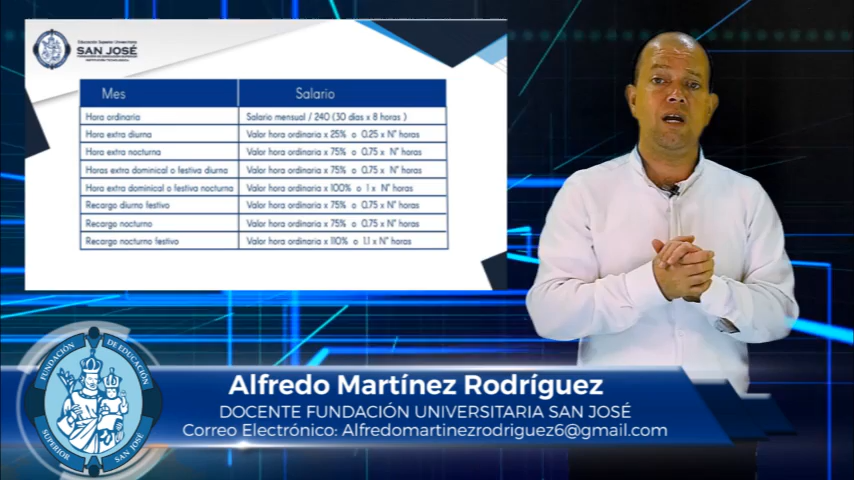 Educación Superior Universitaria
SAN JOSÉ
INSTITUCIÓN TECNOLÓGICA
Mes Salario
Hora ordinaria Salario mensual / 240 (30 días x 8 horas )
Hora extra diurna Valor hora ordinaria x 25% o 0.25 x N° horas
Hora extra nocturna Valor hora ordinaria x 75% o 0.75 x N° horas
Horas extra dominical o festiva diurna Valor hora ordinaria x 75% o 0.75 x N° horas
Hora extra dominical o festiva nocturna Valor hora ordinaria x 100% o 1 x N° horas
Recargo diurno festivo Valor hora ordinaria x 75% o 0.75 x N° horas
Recargo nocturno Valor hora ordinaria x 75% o 0.75 x N° horas
Recargo nocturno festivo Valor hora ordinaria x 110% o 1.1 x N° horas
FUNDACIÓN DE EDUCACIÓN
SUPERIOR SAN JOSÉ
Alfredo Martínez Rodríguez
DOCENTE FUNDACIÓN UNIVERSITARIA SAN JOSÉ
Correo Electrónico: Alfredomartinezrodriguez6@gmail.com